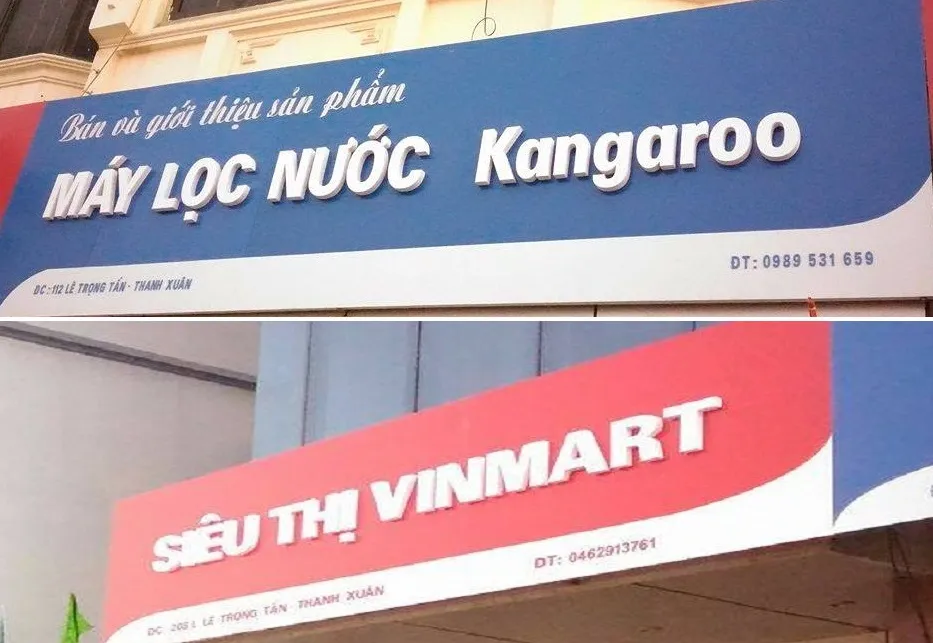 Bán và giới thiệu sản phẩm
MÁY LỌC NƯỚC Kangaroo
ĐT: 0989 531 659
ĐC: 112 LÊ TRỌNG TẤN - THANH XUÂN
SIÊU THỊ VINMART
ĐT: 0462913761
ĐC: LÊ TRỌNG TẤN - THANH XUÂN